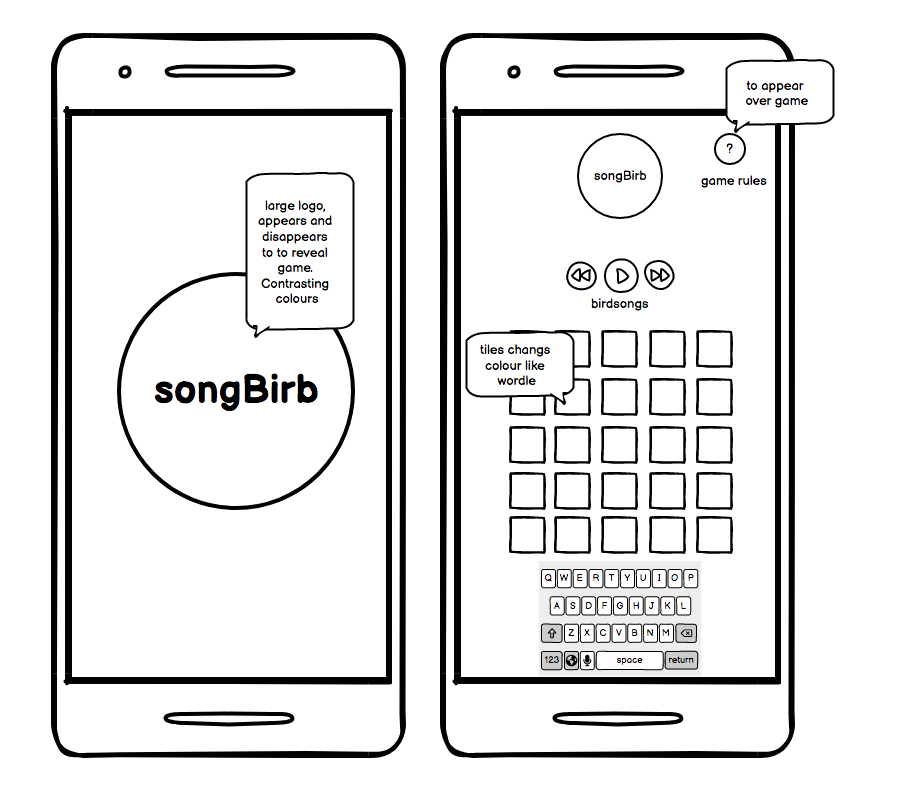 large logo,
appears and
disappears
to to reveal
game.
Contrasting
colours
songBirb
to appear
over game
?
songBirb
game rules
birdsongs
tiles changs
colour like
wordle
Q W E R T Y U I O P
A S D F G H J K L
Z X C V B N M
123 space return